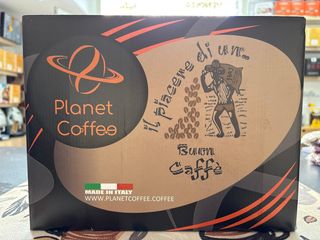 Planet
Coffee
il piacere di un...
Buon
Caffè
MADE IN ITALY
WWW.PLANETCOFFEE.COFFEE